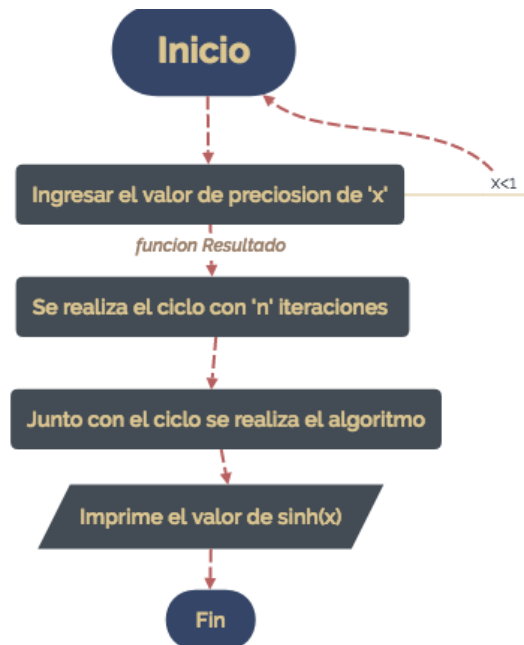 Inicio
Ingresar el valor de preciosion de 'x'
X<1
funcion Resultado
Se realiza el ciclo con 'n' iteraciones
Junto con el ciclo se realiza el algoritmo
Imprime el valor de sinh(x)
Fin